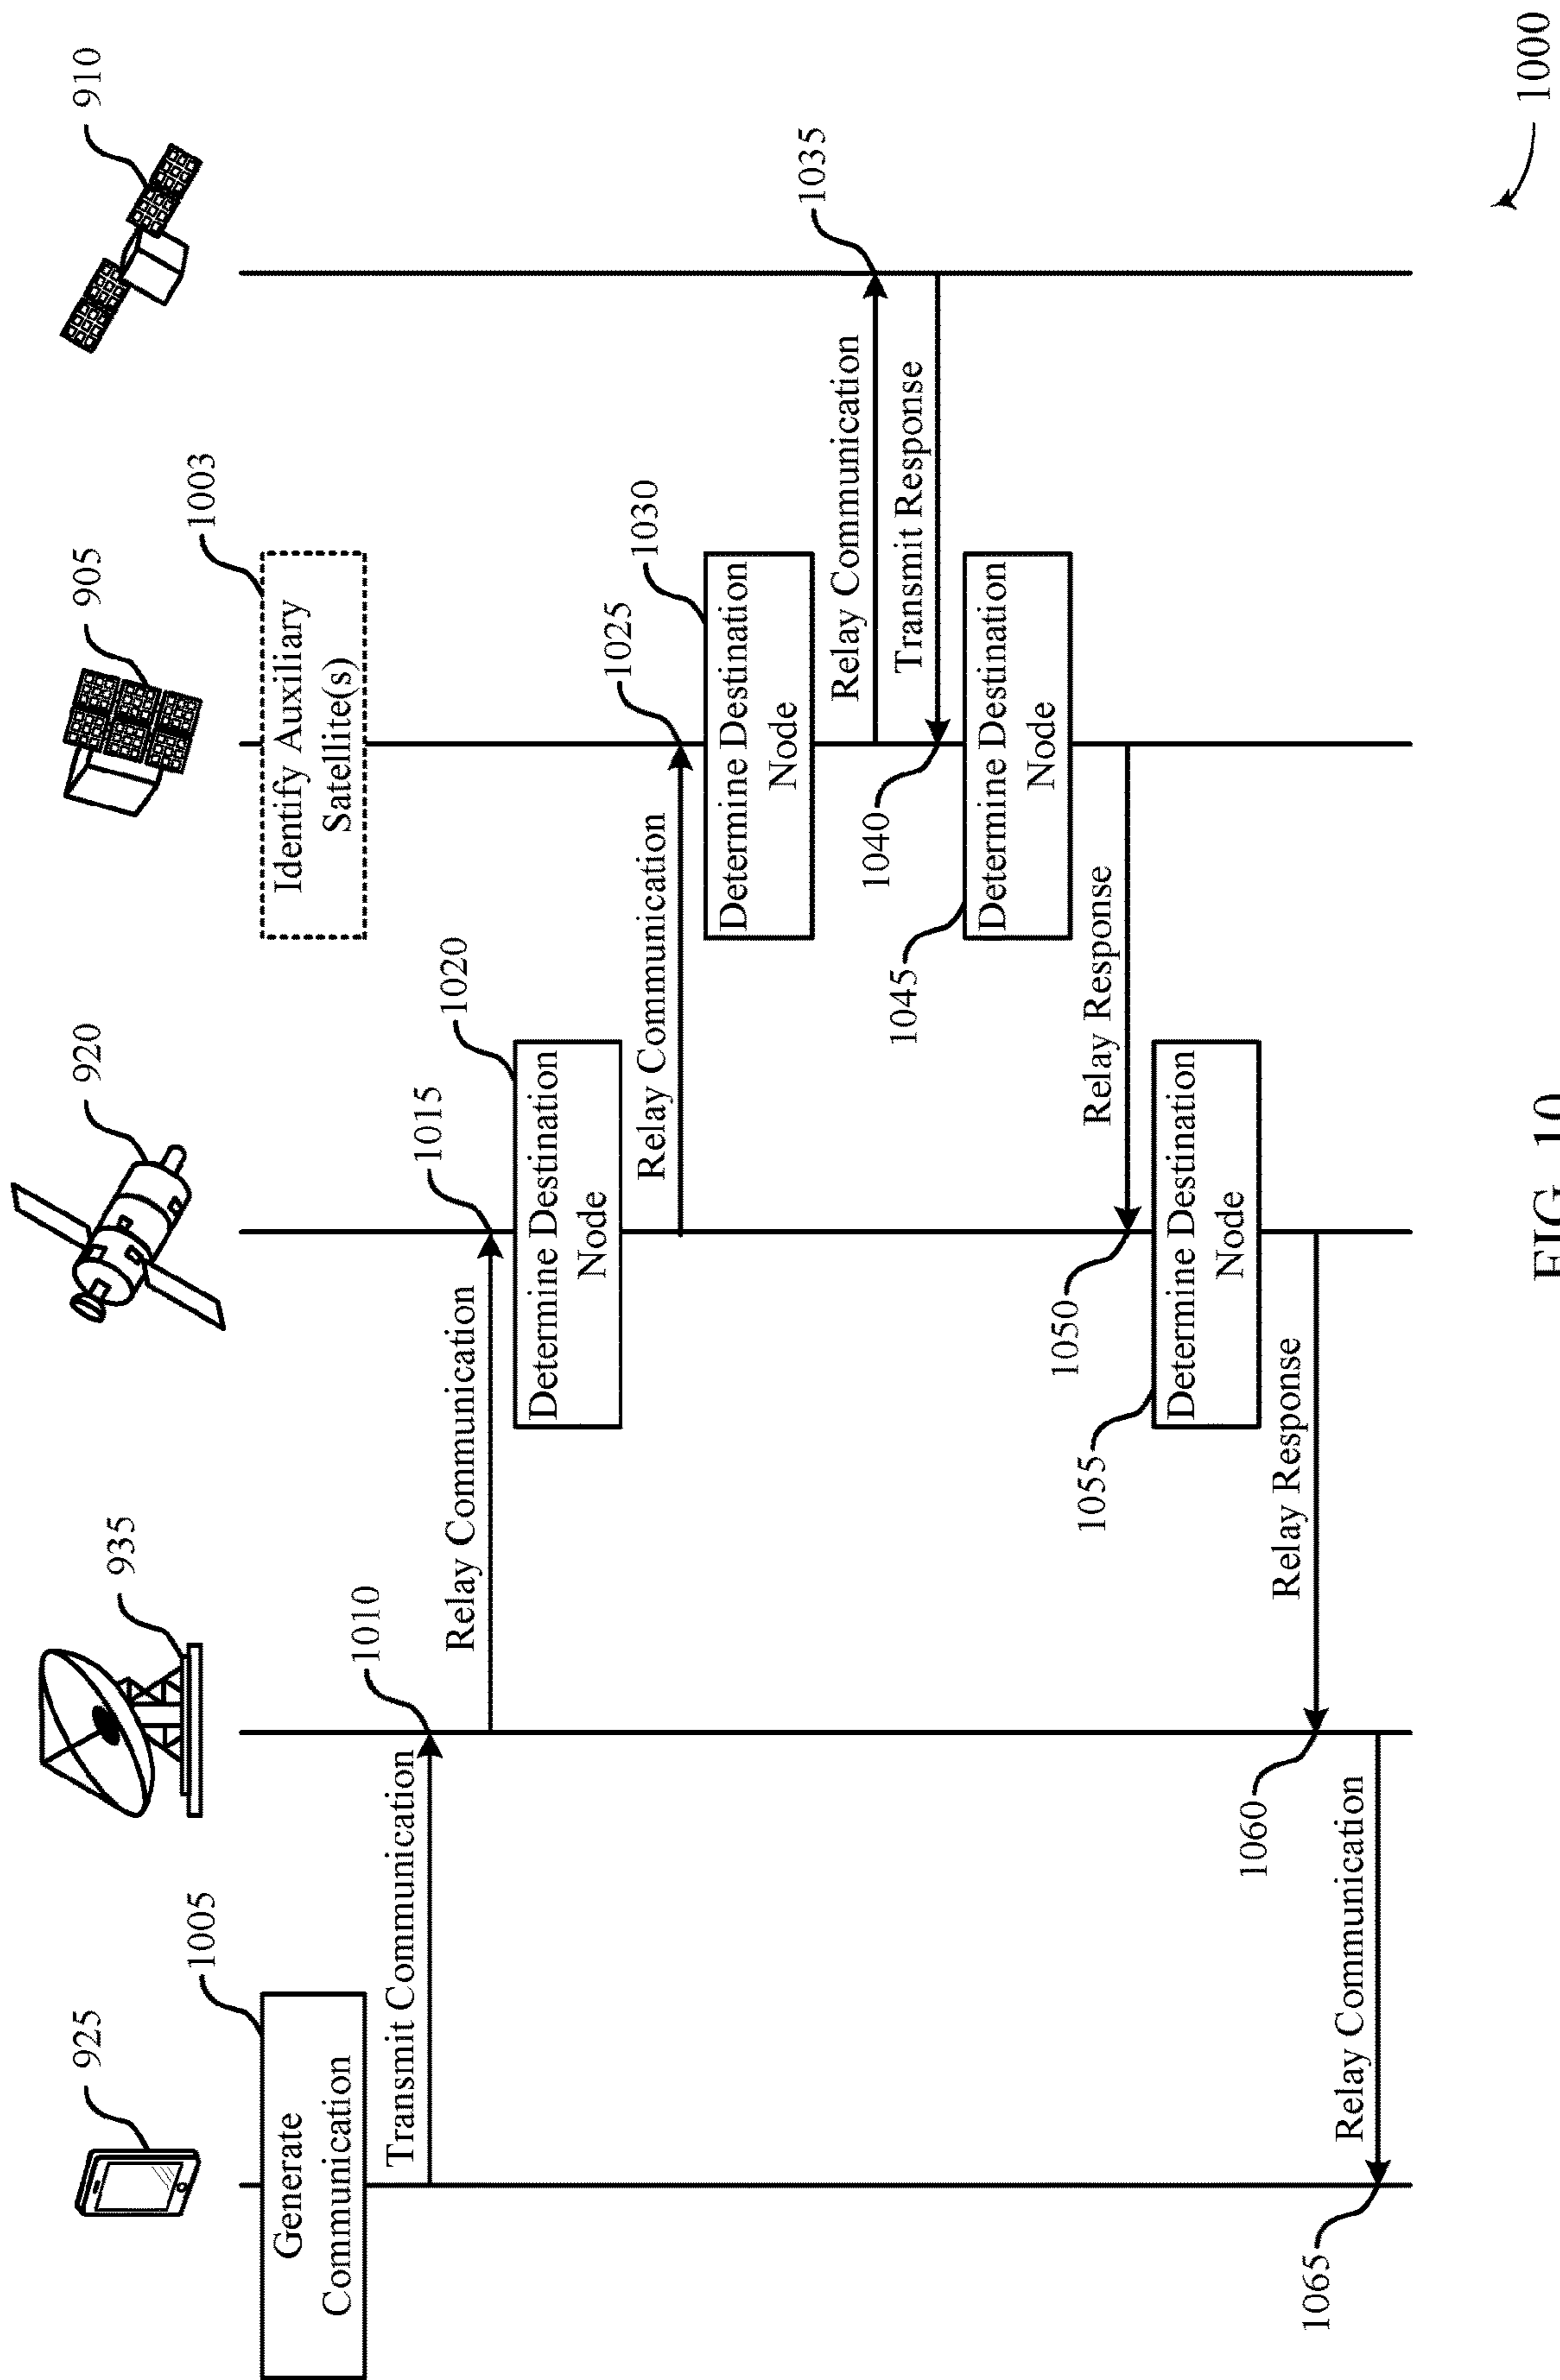 925
935
920
905
910
1005
1003
Generate
Communication
Identify Auxiliary
Satellite(s)
Transmit Communication
1010
Relay Communication
1015
1020
Determine Destination
Node
Relay Communication
1025
1030
Determine Destination
Node
Relay Communication
1035
Transmit Response
1040
1045
Determine Destination
Node
Relay Response
1050
1055
Determine Destination
Node
Relay Response
1060
Relay Communication
1065
FIG. 10
1000